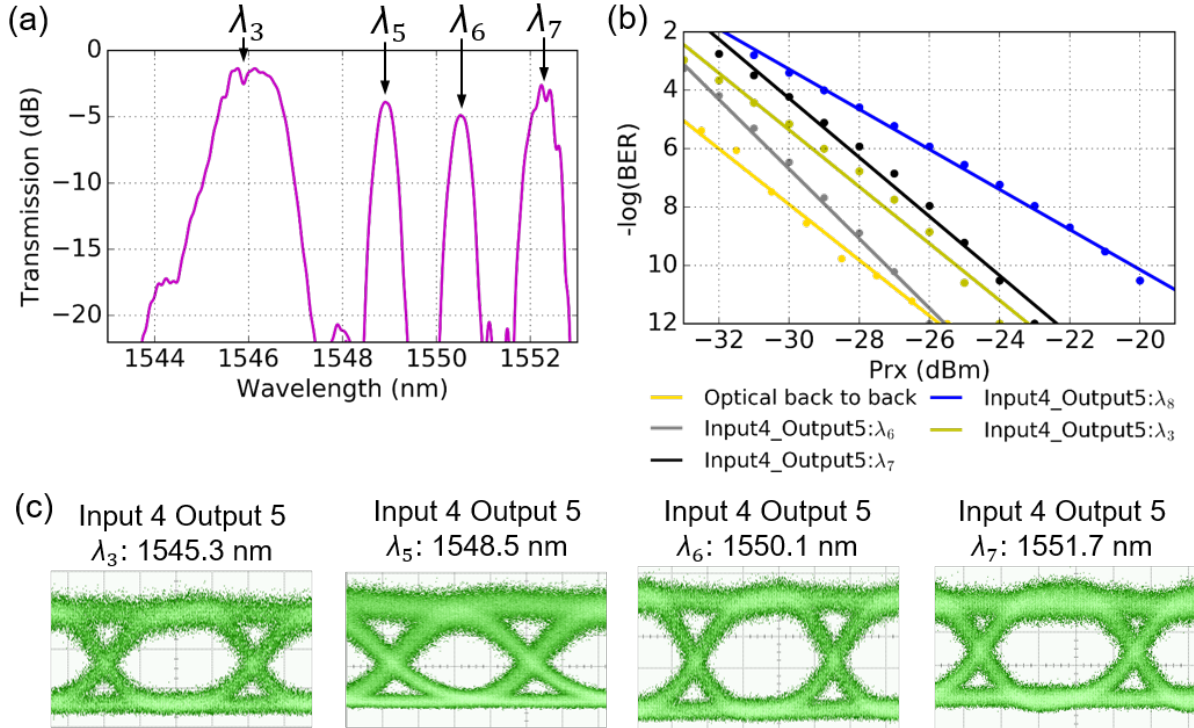 (a)
λ3
λ5
λ6
λ7
0
−5
−10
−15
−20
Transmission (dB)
1544
1546
1548
1550
1552
Wavelength (nm)
(b)
2
4
6
8
10
12
-log(BER)
−32
−30
−28
−26
−24
−22
−20
Prx (dBm)
Optical back to back
Input4_Output5:λ6
Input4_Output5:λ7
Input4_Output5:λ8
Input4_Output5:λ3
(c)
Input 4 Output 5
λ3: 1545.3 nm
Input 4 Output 5
λ5: 1548.5 nm
Input 4 Output 5
λ6: 1550.1 nm
Input 4 Output 5
λ7: 1551.7 nm